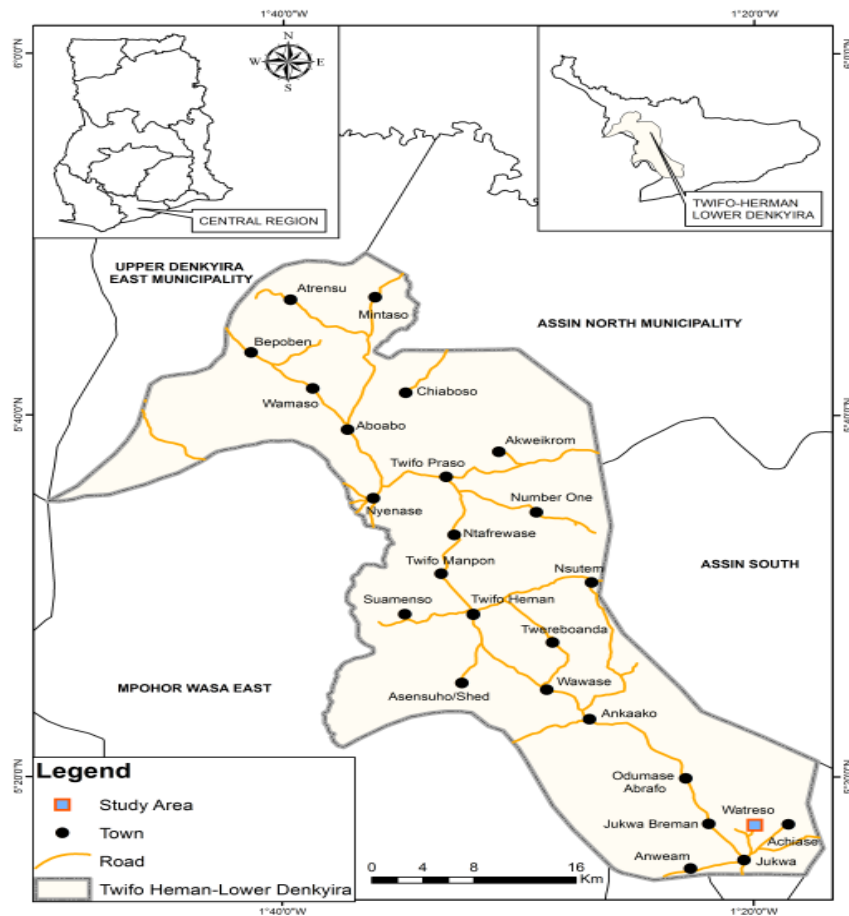 1°40'0"W
1°20'0"W
6°0'0"N
6°0'0"N
N
W
E
S
CENTRAL REGION
TWIFO-HERMAN
LOWER DENKYIRA
UPPER DENKYIRA
EAST MUNICIPALITY
Atrensu
Mintaso
ASSIN NORTH MUNICIPALITY
Bepoben
Chiaboso
Wamaso
5°40'0"N
5°40'0"N
Aboabo
Akweikrom
Twifo Praso
Number One
Nyenase
Ntafrewase
Twifo Manpon
Nsutem
ASSIN SOUTH
Suamenso
Twifo Heman
Twereboanda
MPOHOR WASA EAST
Asensuho/Shed
Wawase
Ankaako
5°20'0"N
5°20'0"N
Odumase
Abrafo
Watreso
Jukwa Breman
Achiase
Anweam
Jukwa
Legend
Study Area
Town
Road
Twifo Heman-Lower Denkyira
0 4 8 16
Km
1°40'0"W
1°20'0"W